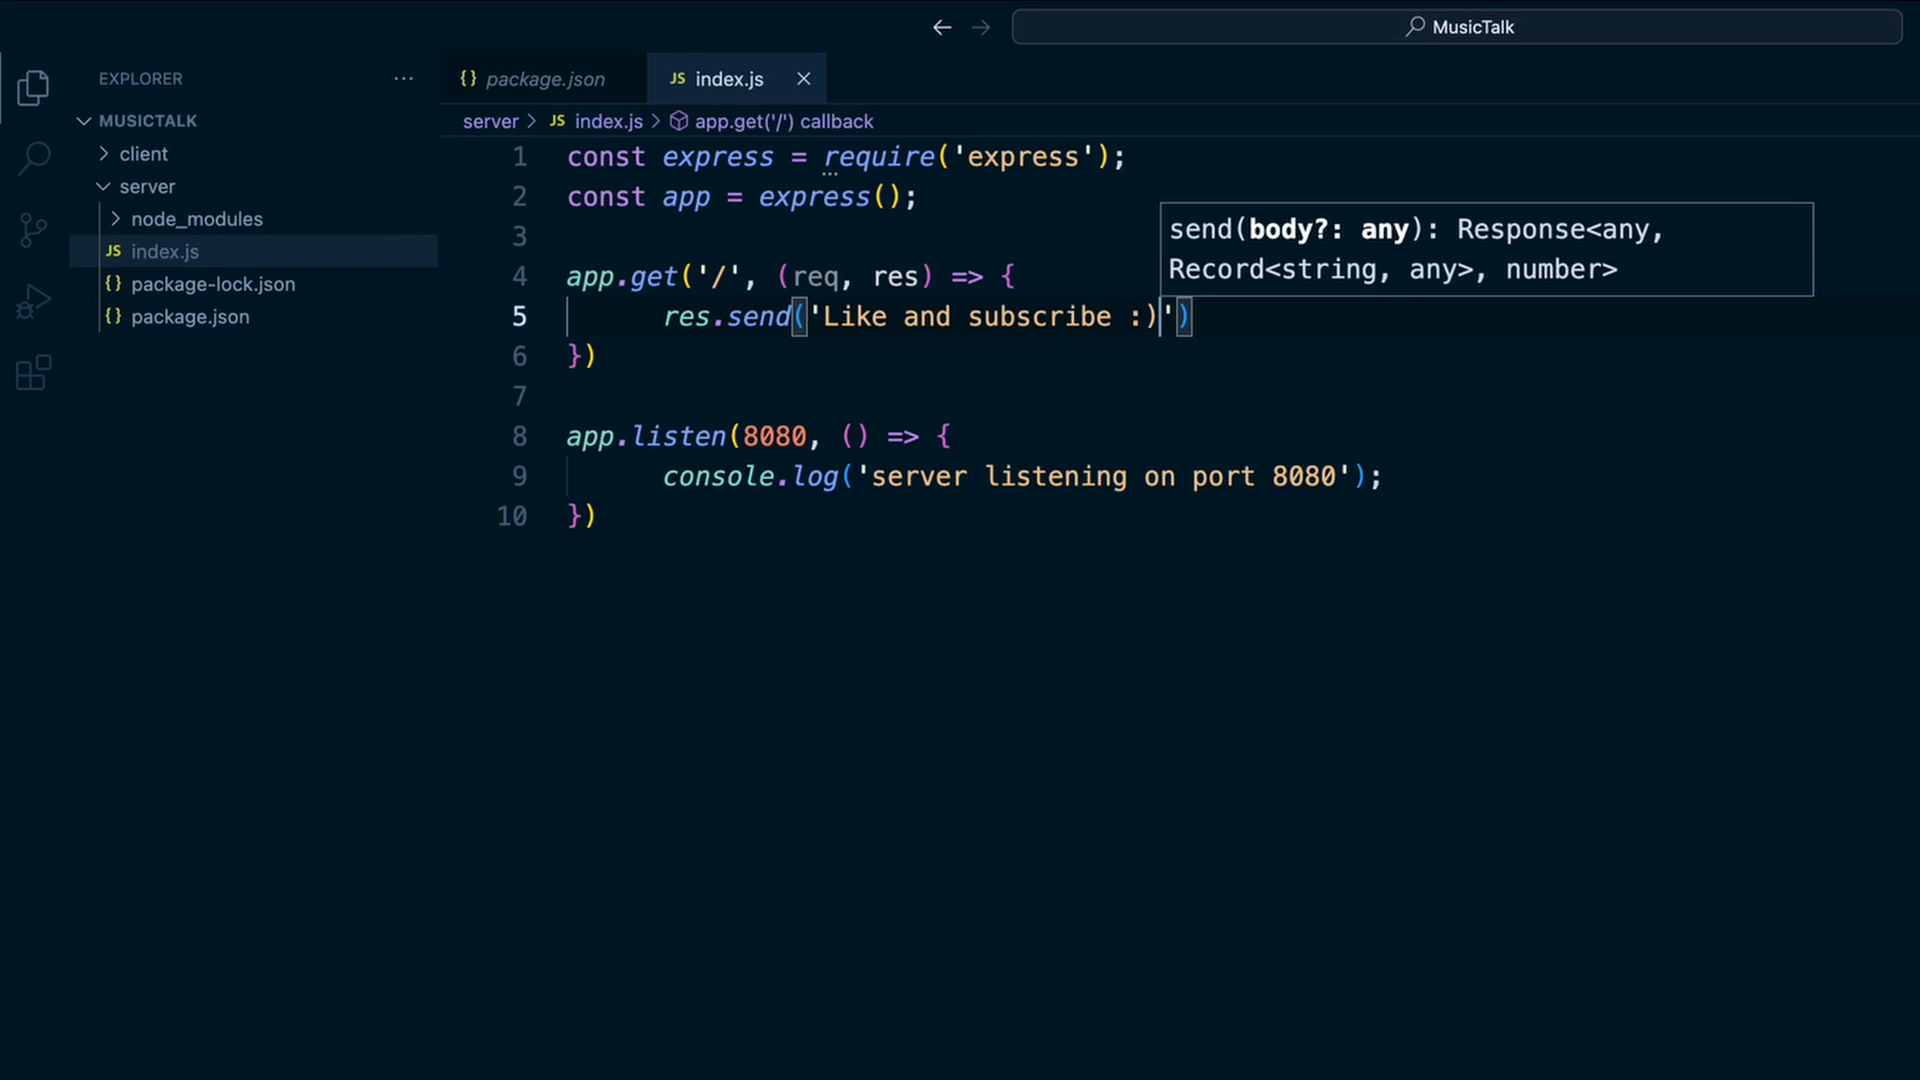 MusicTalk
EXPLORER
MUSICTALK
client
server
node_modules
JS index.js
{} package-lock.json
{} package.json
{} package.json
JS index.js
server > JS index.js > app.get('/') callback
1 const express = require('express');
2 const app = express();
3
4 app.get('/', (req, res) => {
5 res.send('Like and subscribe :)')
6 })
7
8 app.listen(8080, () => {
9 console.log('server listening on port 8080');
10 })
send(body?: any): Response<any,
Record<string, any>, number>